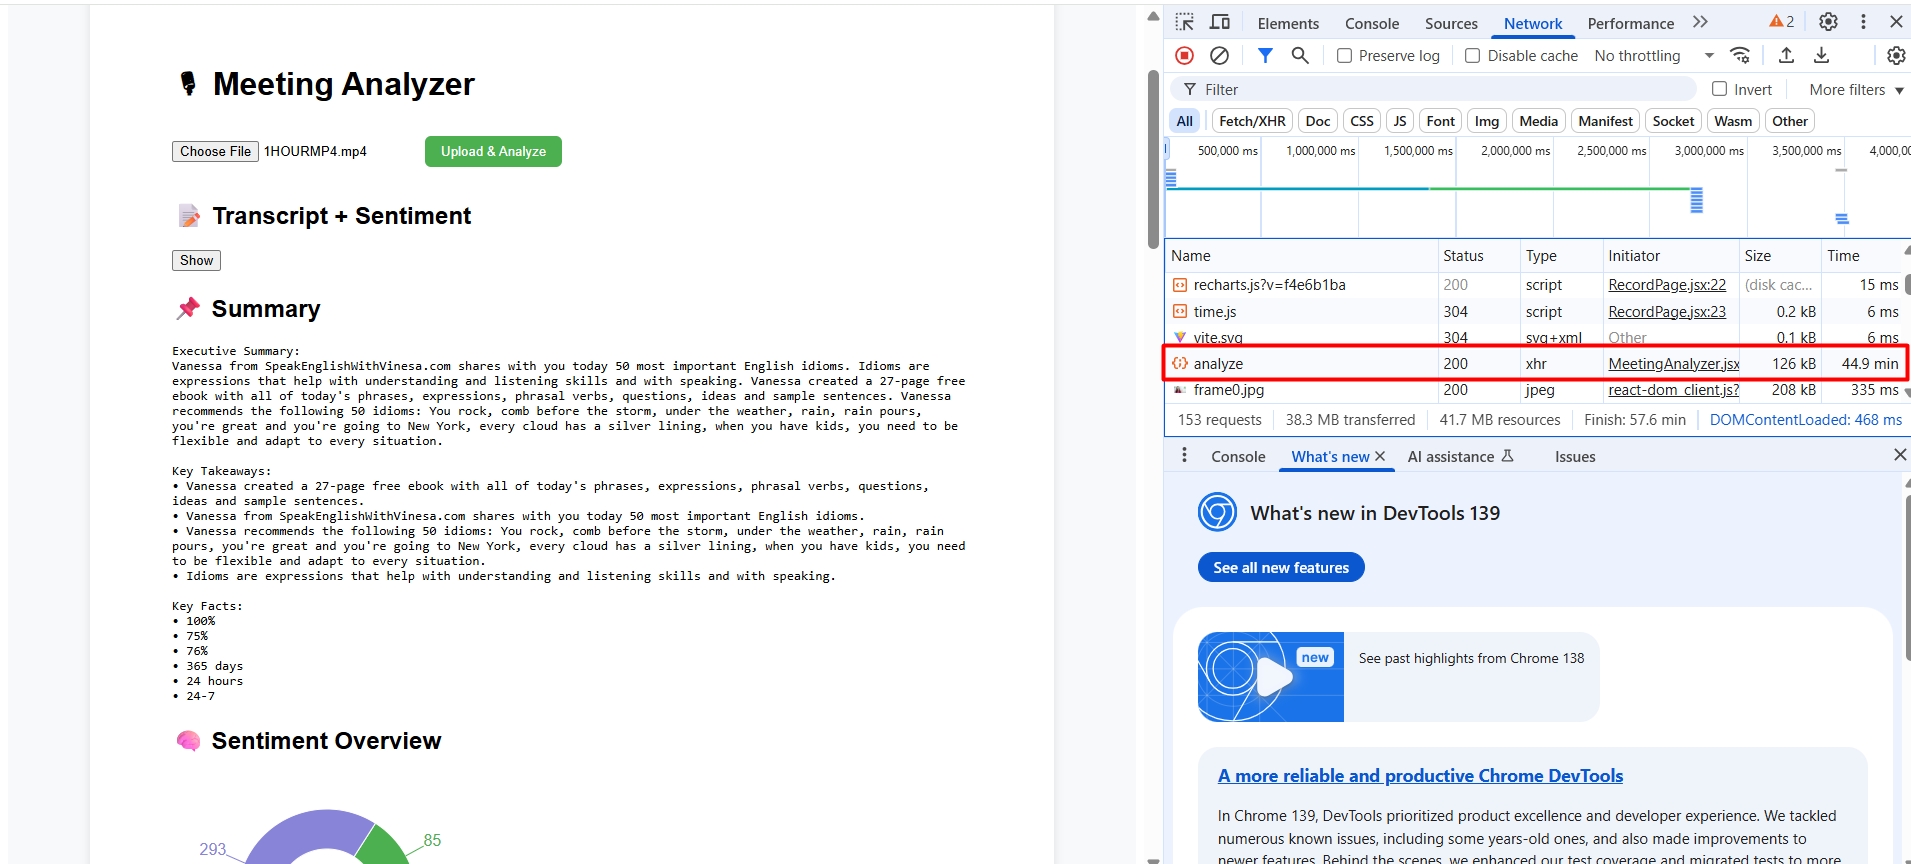 Meeting Analyzer
Choose File 1HOURMP4.mp4 Upload & Analyze
Transcript + Sentiment
Show
Summary
Executive Summary:
Vanessa from SpeakEnglishWithVinesa.com shares with you today 50 most important English idioms. Idioms are
expressions that help with understanding and listening skills and with speaking. Vanessa created a 27-page free
ebook with all of today's phrases, expressions, phrasal verbs, questions, ideas and sample sentences. Vanessa
recommends the following 50 idioms: You rock, comb before the storm, under the weather, rain, rain pours,
you're great and you're going to New York, every cloud has a silver lining, when you have kids, you need to be
flexible and adapt to every situation.
Key Takeaways:
• Vanessa created a 27-page free ebook with all of today's phrases, expressions, phrasal verbs, questions,
ideas and sample sentences.
• Vanessa from SpeakEnglishWithVinesa.com shares with you today 50 most important English idioms.
• Vanessa recommends the following 50 idioms: You rock, comb before the storm, under the weather, rain, rain
pours, you're great and you're going to New York, every cloud has a silver lining, when you have kids, you need
to be flexible and adapt to every situation.
• Idioms are expressions that help with understanding and listening skills and with speaking.
Key Facts:
• 100%
• 75%
• 76%
• 365 days
• 24 hours
• 24-7
Sentiment Overview
293
85
Elements Console Sources Network Performance 2
Preserve log Disable cache No throttling
Filter Invert More filters
All Fetch/XHR Doc CSS JS Font Img Media Manifest Socket Wasm Other
500,000 ms 1,000,000 ms 1,500,000 ms 2,000,000 ms 2,500,000 ms 3,000,000 ms 3,500,000 ms 4,000,00
Name Status Type Initiator Size Time
recharts.js?v=f4e6b1ba 200 script RecordPage.jsx:22 (disk cac... 15 ms
time.js 304 script RecordPage.jsx:23 0.2 kB 6 ms
vite.svg 304 svg+xml Other 0.1 kB 6 ms
analyze 200 xhr MeetingAnalyzer.jsx 126 kB 44.9 min
frame0.jpg 200 jpeg react-dom_client.js? 208 kB 335 ms
153 requests 38.3 MB transferred 41.7 MB resources Finish: 57.6 min DOMContentLoaded: 468 ms
Console What's new AI assistance Issues
What's new in DevTools 139
See all new features
new
See past highlights from Chrome 138
A more reliable and productive Chrome DevTools
In Chrome 139, DevTools prioritized product excellence and developer experience. We tackled
numerous known issues, including some years-old ones, and also made improvements to
newer features. Behind the scenes, we enhanced our test coverage and migrated tests to more